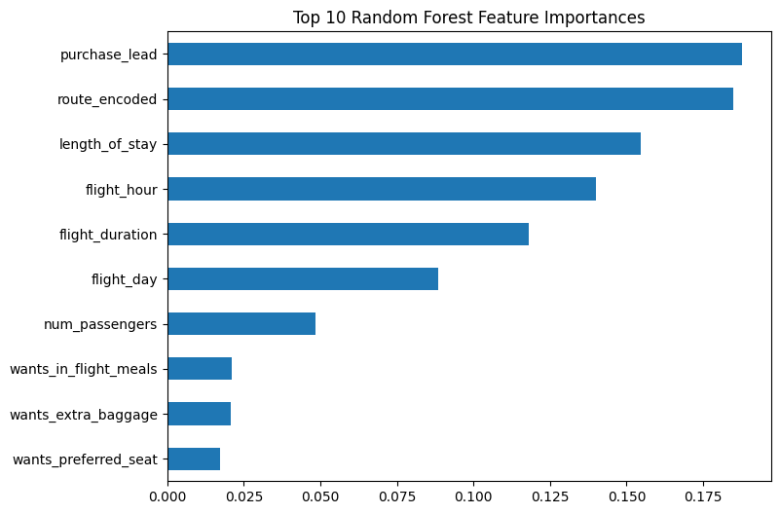 Top 10 Random Forest Feature Importances
purchase_lead
route_encoded
length_of_stay
flight_hour
flight_duration
flight_day
num_passengers
wants_in_flight_meals
wants_extra_baggage
wants_preferred_seat
0.000 0.025 0.050 0.075 0.100 0.125 0.150 0.175